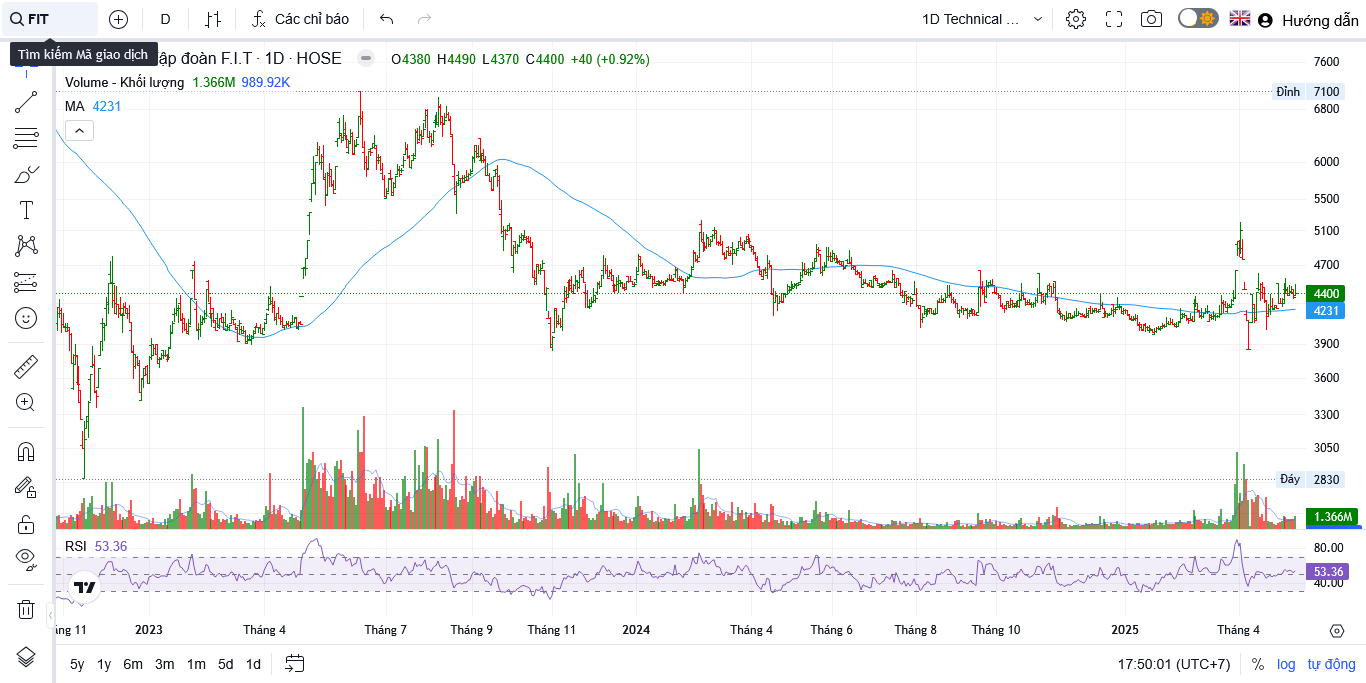 FIT
D
Các chỉ báo
1D Technical ...
Hướng dẫn
Tìm kiếm Mã giao dịch
ập đoàn F.I.T · 1D · HOSE
O4380 H4490 L4370 C4400 +40 (+0.92%)
Volume - Khối lượng 1.366M 989.92K
MA 4231
7600
Đỉnh 7100
6800
6000
5500
5100
4700
4400
4231
3900
3600
3300
3050
Đáy 2830
1.366M
RSI 53.36
80.00
53.36
40.00
áng 11 2023 Tháng 4 Tháng 7 Tháng 9 Tháng 11 2024 Tháng 4 Tháng 6 Tháng 8 Tháng 10 2025 Tháng 4
5y 1y 6m 3m 1m 5d 1d
17:50:01 (UTC+7) % log tự động